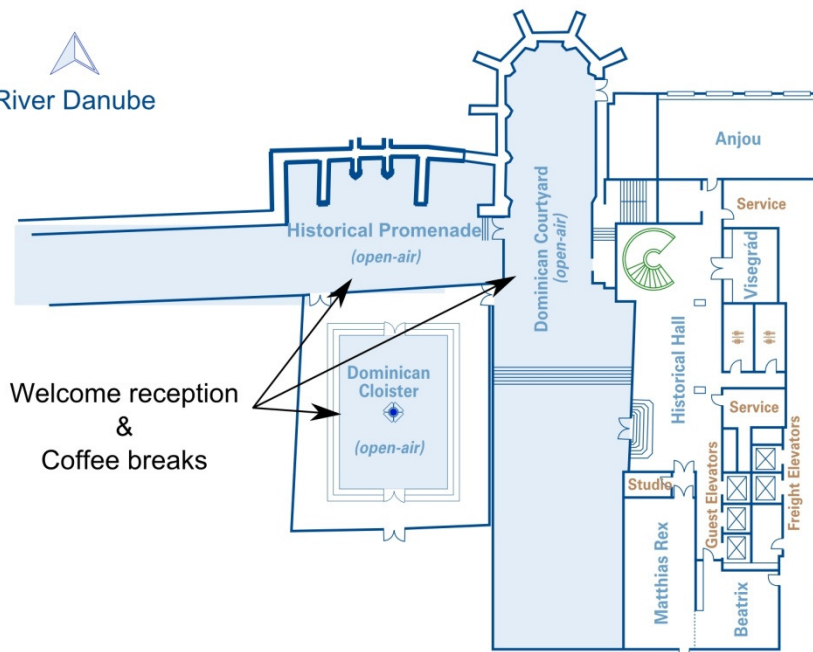 River Danube
Anjou
Service
Historical Promenade
(open-air)
Dominican Courtyard
(open-air)
Visegrád
Historical Hall
Dominican
Cloister
(open-air)
Welcome reception
&
Coffee breaks
Service
Studio
Guest Elevators
Freight Elevators
Matthias Rex
Beatrix